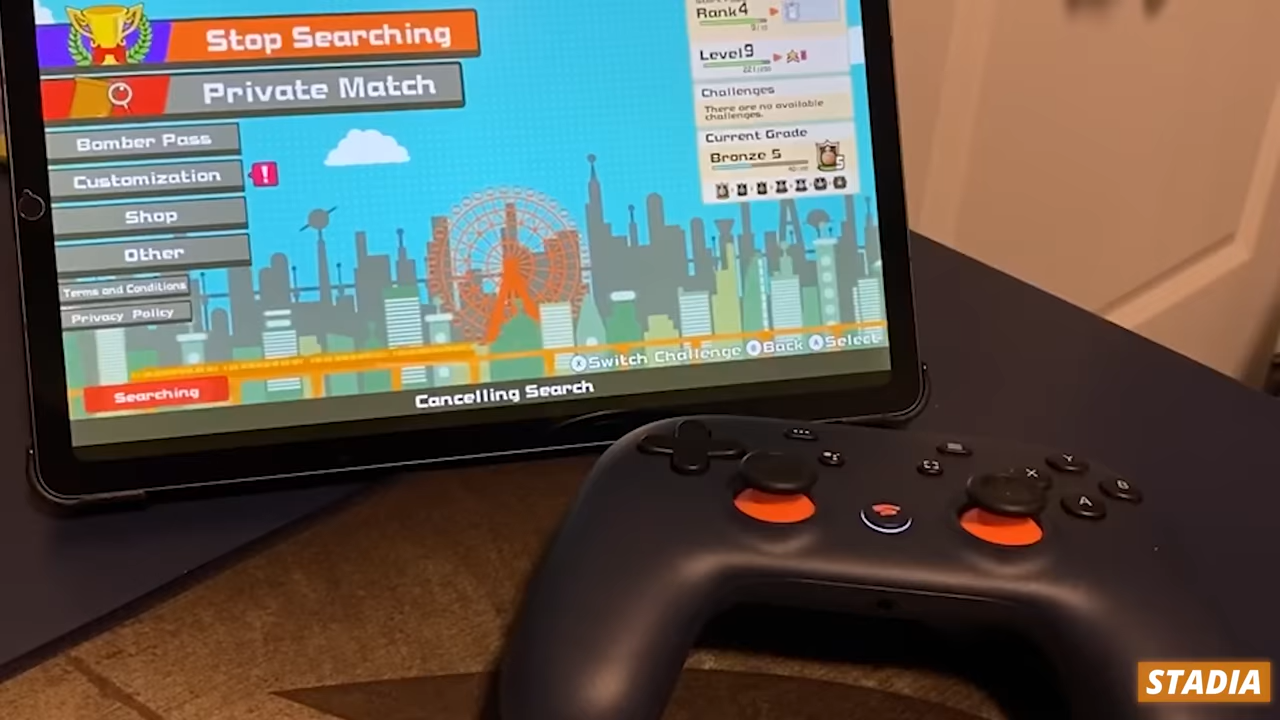 Stop Searching
Private Match
Bomber Pass
Customization
!
Shop
Other
Terms and Conditions
Privacy Policy
Searching
Cancelling Search
Rank4
Level9
Challenges
There are no available
challenges.
Current Grade
Bronze 5
5
X Switch Challenge B Back A Select
X
Y
B
A
STADIA